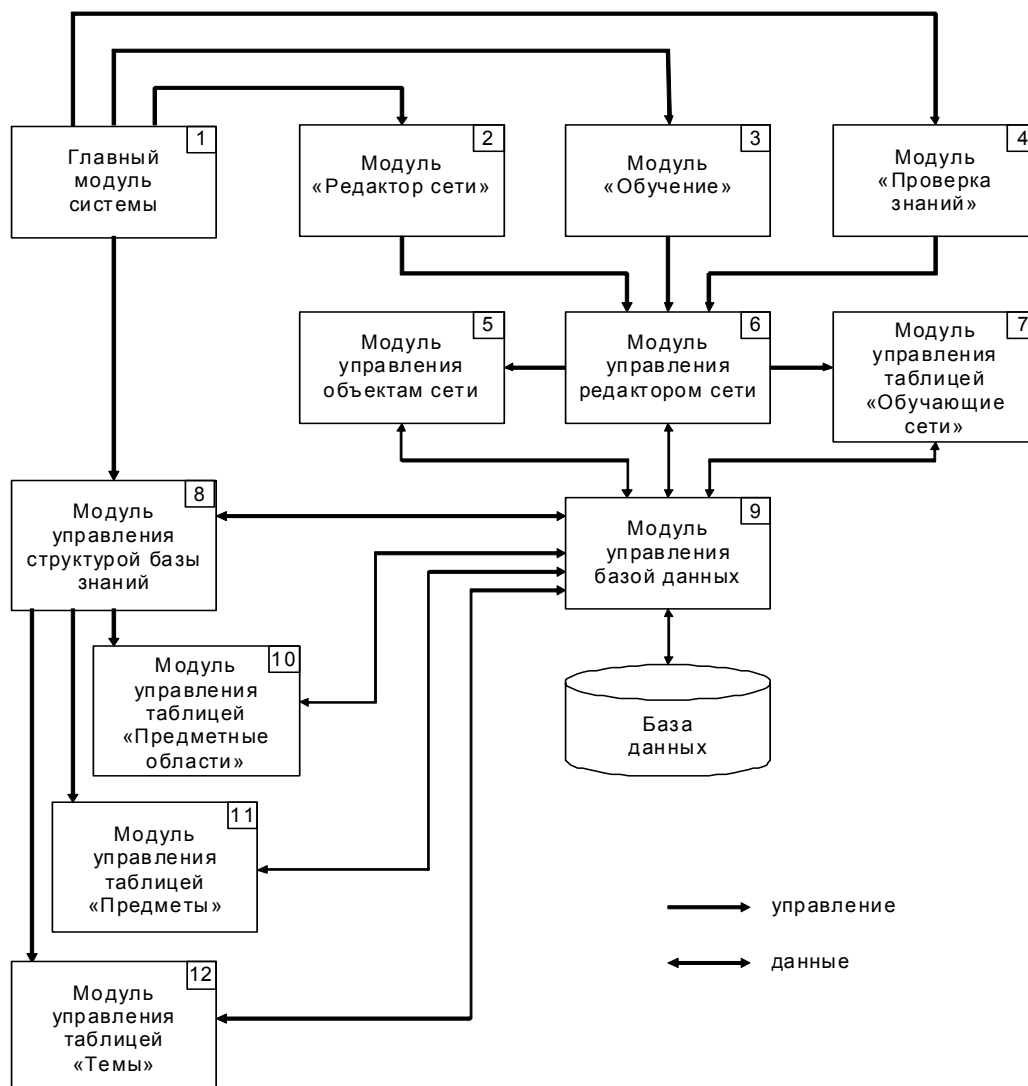 1
Главный
модуль
системы
2
Модуль
«Редактор сети»
3
Модуль
«Обучение»
4
Модуль
«Проверка
знаний»
5
Модуль
управления
объектам сети
6
Модуль
управления
редактором сети
7
Модуль
управления
таблицей
«Обучающие
сети»
8
Модуль
управления
структурой базы
знаний
9
Модуль
управления
базой данных
10
Модуль
управления
таблицей
«Предметные
области»
База
данных
11
Модуль
управления
таблицей
«Предметы»
управление
данные
12
Модуль
управления
таблицей
«Темы»